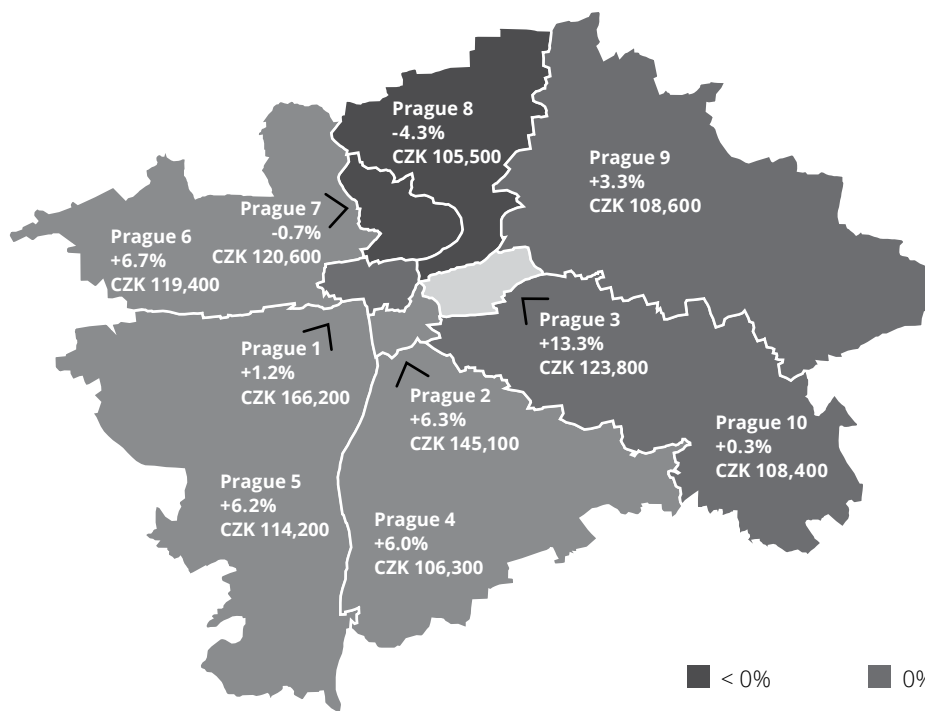 Prague 8
-4.3%
CZK 105,500
Prague 9
+3.3%
CZK 108,600
Prague 7
-0.7%
CZK 120,600
Prague 6
+6.7%
CZK 119,400
Prague 3
+13.3%
CZK 123,800
Prague 1
+1.2%
CZK 166,200
Prague 2
+6.3%
CZK 145,100
Prague 10
+0.3%
CZK 108,400
Prague 5
+6.2%
CZK 114,200
Prague 4
+6.0%
CZK 106,300
< 0%
0%